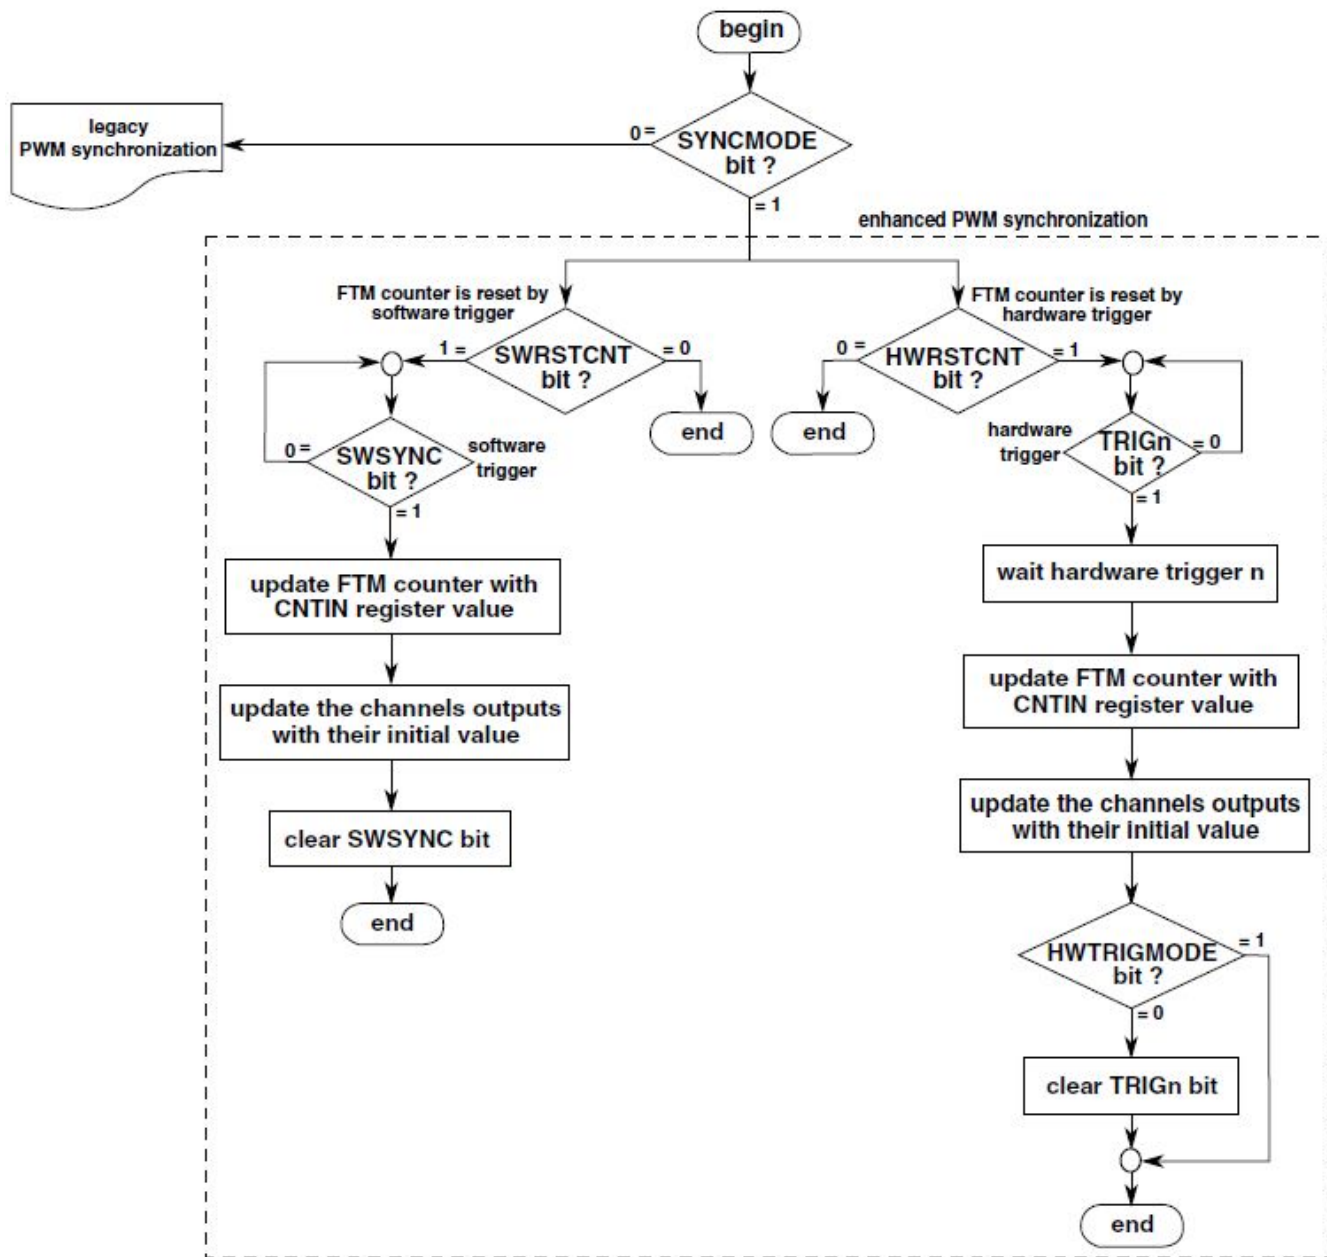 begin
legacy
PWM synchronization
0 =
SYNCMODE
bit ?
= 1
enhanced PWM synchronization
FTM counter is reset by
software trigger
FTM counter is reset by
hardware trigger
1 =
SWRSTCNT
bit ?
= 0
0 =
HWRSTCNT
bit ?
= 1
end
end
0 =
SWSYNC
bit ?
software
trigger
= 1
hardware
trigger
TRIGn
bit ?
= 0
= 1
update FTM counter with
CNTIN register value
wait hardware trigger n
update the channels outputs
with their initial value
update FTM counter with
CNTIN register value
clear SWSYNC bit
update the channels outputs
with their initial value
end
HWTRIGMODE
bit ?
= 1
= 0
clear TRIGn bit
end